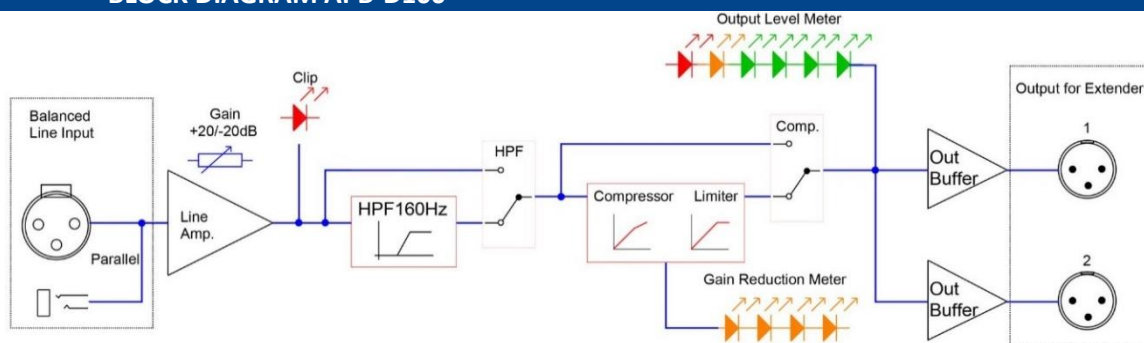 Output Level Meter
Clip
Balanced
Line Input
Gain
+20/-20dB
Output for Extender
HPF
Comp.
1
Out
Buffer
Line
Amp.
HPF160Hz
Compressor
Limiter
Parallel
Gain Reduction Meter
2
Out
Buffer